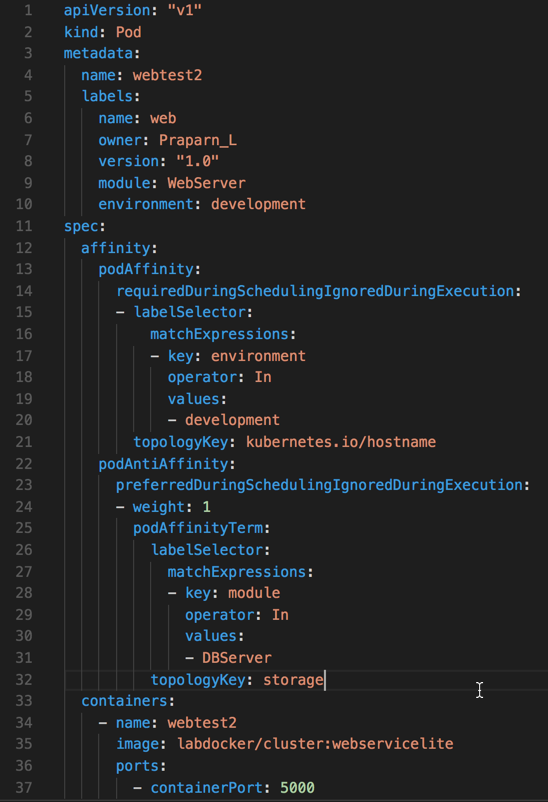 1 apiVersion: "v1"
2 kind: Pod
3 metadata:
4 name: webtest2
5 labels:
6 name: web
7 owner: Praparn_L
8 version: "1.0"
9 module: WebServer
10 environment: development
11 spec:
12 affinity:
13 podAffinity:
14 requiredDuringSchedulingIgnoredDuringExecution:
15 - labelSelector:
16 matchExpressions:
17 - key: environment
18 operator: In
19 values:
20 - development
21 topologyKey: kubernetes.io/hostname
22 podAntiAffinity:
23 preferredDuringSchedulingIgnoredDuringExecution:
24 - weight: 1
25 podAffinityTerm:
26 labelSelector:
27 matchExpressions:
28 - key: module
29 operator: In
30 values:
31 - DBServer
32 topologyKey: storage
33 containers:
34 - name: webtest2
35 image: labdocker/cluster:webservicelite
36 ports:
37 - containerPort: 5000